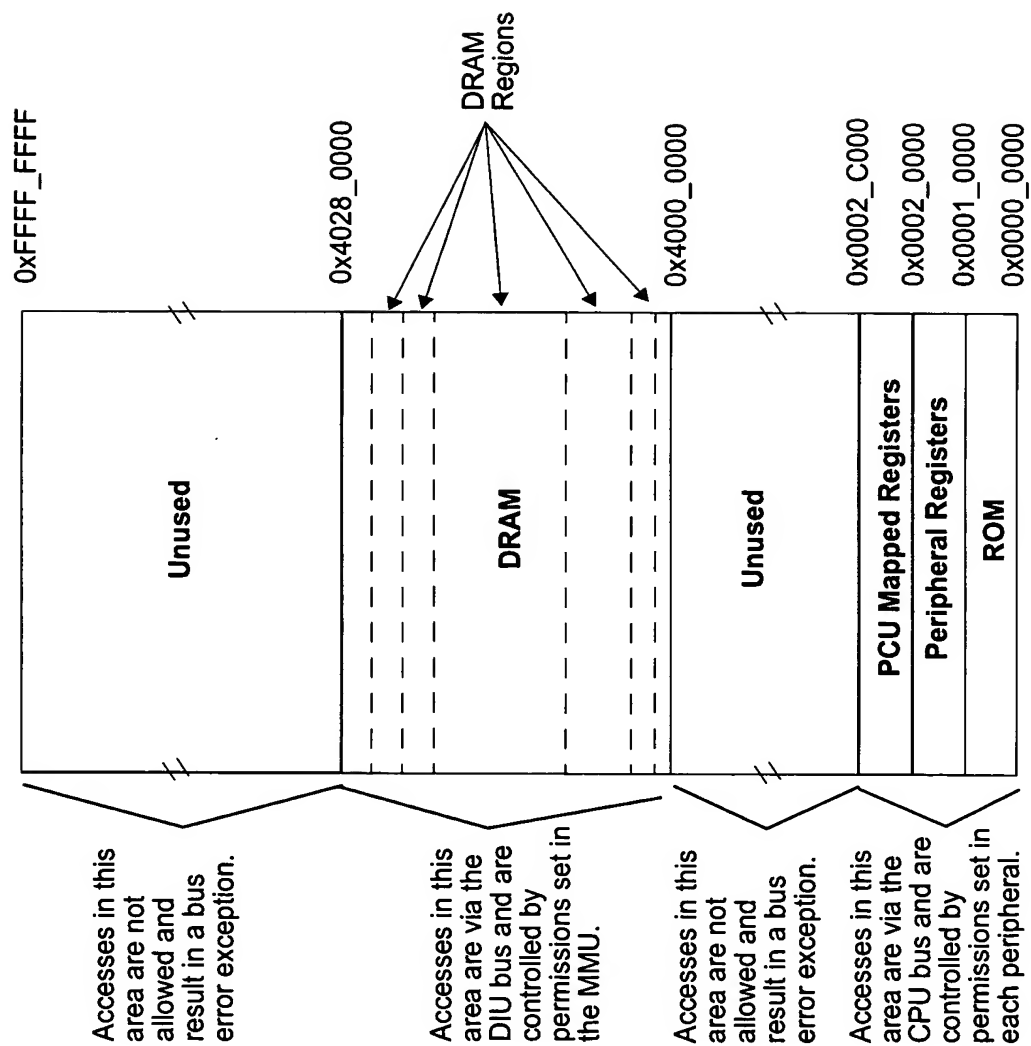 0xFFFF_FFFF
Unused
Accesses in this
area are not
allowed and
result in a bus
error exception.
0x4028_0000
DRAM
Regions
DRAM
Accesses in this
area are via the
DIU bus and are
controlled by
permissions set in
the MMU.
0x4000_0000
Unused
Accesses in this
area are not
allowed and
result in a bus
error exception.
0x0002_C000
PCU Mapped Registers
0x0002_0000
Peripheral Registers
0x0001_0000
ROM
0x0000_0000
Accesses in this
area are via the
CPU bus and are
controlled by
permissions set in
each peripheral.